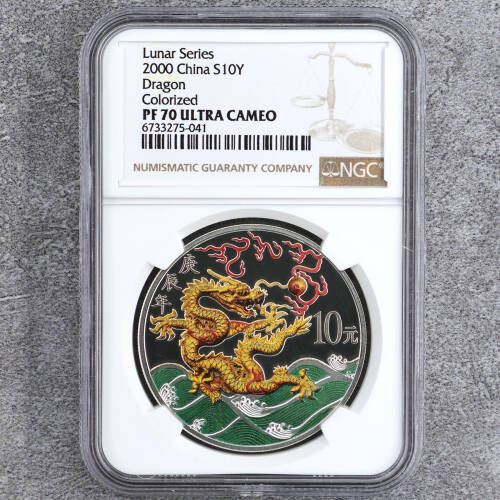 Lunar Series
2000 China S10Y
Dragon
Colorized
PF 70 ULTRA CAMEO
6733275-041
NUMISMATIC GUARANTY COMPANY
NGC
庚辰年
10元